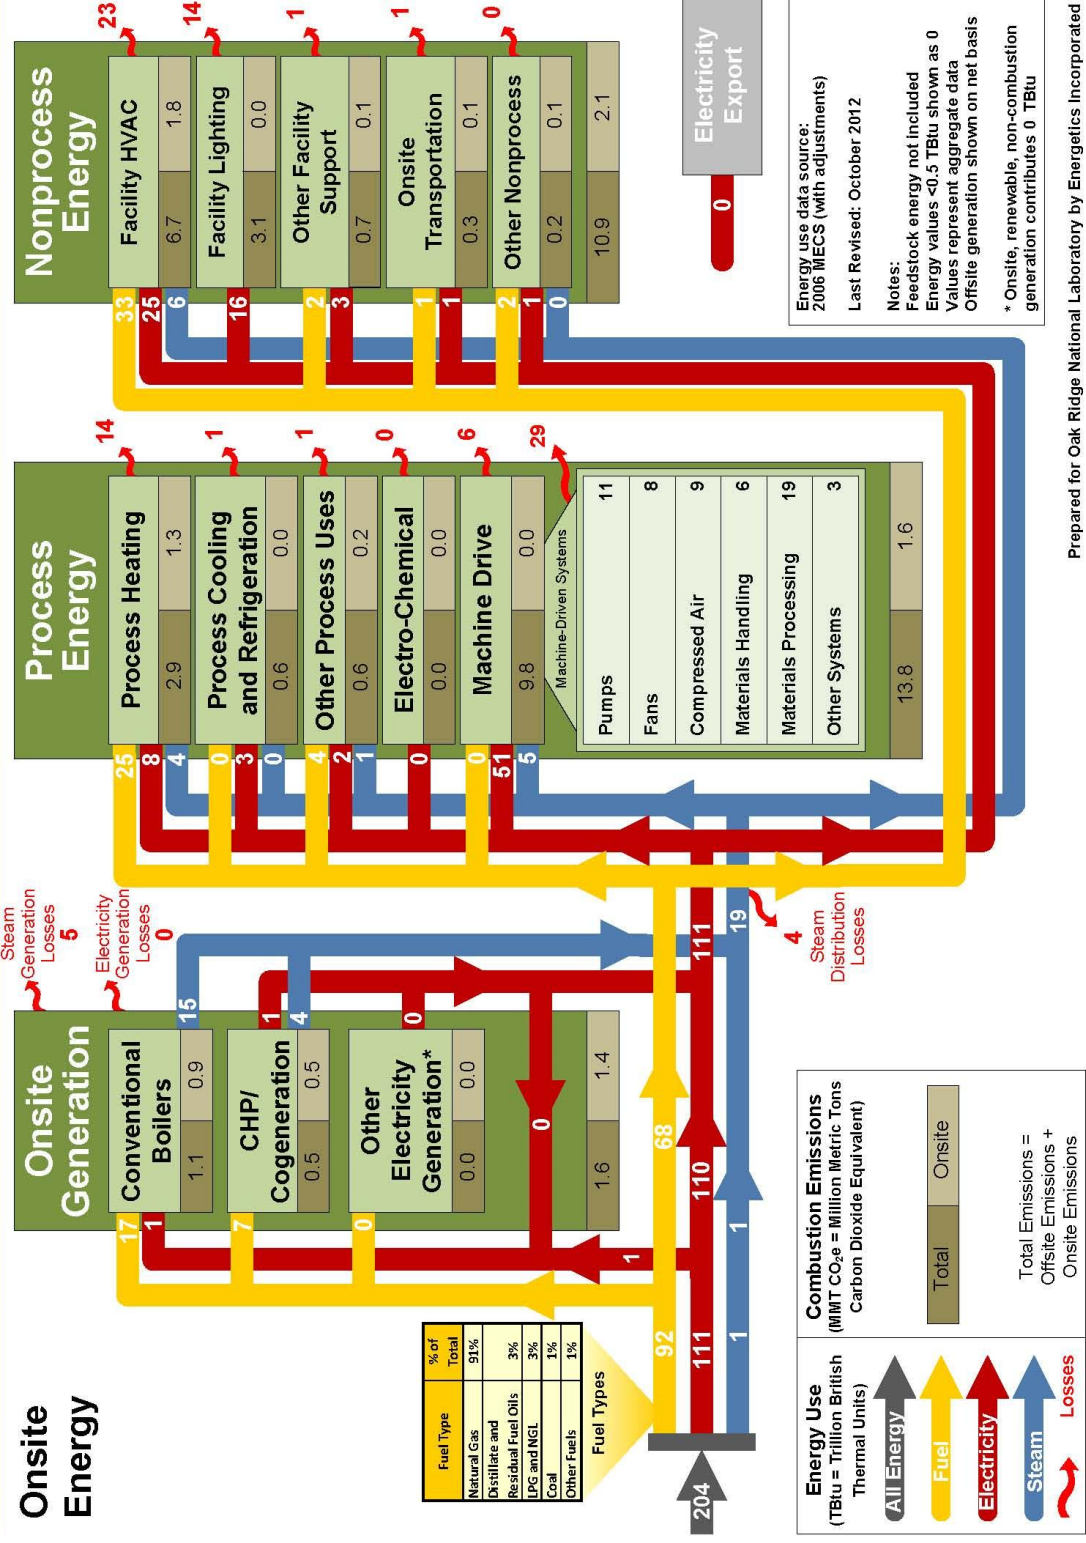 Onsite
Energy
Fuel Type
% of
Total
Natural Gas
91%
Distillate and
Residual Fuel Oils
3%
LPG and NGL
3%
Coal
1%
Other Fuels
1%
Fuel Types
204
92
111
1
1
68
110
1
111
19
Onsite
Generation
17
1
Conventional
Boilers
1.1
0.9
15
7
CHP/
Cogeneration
0.5
0.5
1
4
0
Other
Electricity
Generation*
0.0
0.0
0
0
1.6
1.4
Steam
Generation
Losses
5
Electricity
Generation
Losses
0
4
Steam
Distribution
Losses
Process
Energy
25
8
4
Process Heating
2.9
1.3
14
0
3
0
Process Cooling
and Refrigeration
0.6
0.0
1
4
2
1
Other Process Uses
0.6
0.2
1
0
Electro-Chemical
0.0
0.0
0
0
51
5
Machine Drive
9.8
0.0
6
Machine-Driven Systems
29
Pumps
11
Fans
8
Compressed Air
9
Materials Handling
6
Materials Processing
19
Other Systems
3
13.8
1.6
Nonprocess
Energy
33
25
6
Facility HVAC
6.7
1.8
23
16
Facility Lighting
3.1
0.0
14
2
3
Other Facility
Support
0.7
0.1
1
1
1
Onsite
Transportation
0.3
0.1
1
2
1
0
Other Nonprocess
0.2
0.1
0
10.9
2.1
0
Electricity
Export
Energy Use
(TBtu = Trillion British
Thermal Units)
All Energy
Fuel
Electricity
Steam
Losses
Combustion Emissions
(MMT CO₂e = Million Metric Tons
Carbon Dioxide Equivalent)
Total
Onsite
Total Emissions =
Offsite Emissions +
Onsite Emissions
Energy use data source:
2006 MECS (with adjustments)
Last Revised: October 2012
Notes:
Feedstock energy not included
Energy values <0.5 TBtu shown as 0
Values represent aggregate data
Offsite generation shown on net basis
* Onsite, renewable, non-combustion
generation contributes 0 TBtu
Prepared for Oak Ridge National Laboratory by Energetics Incorporated